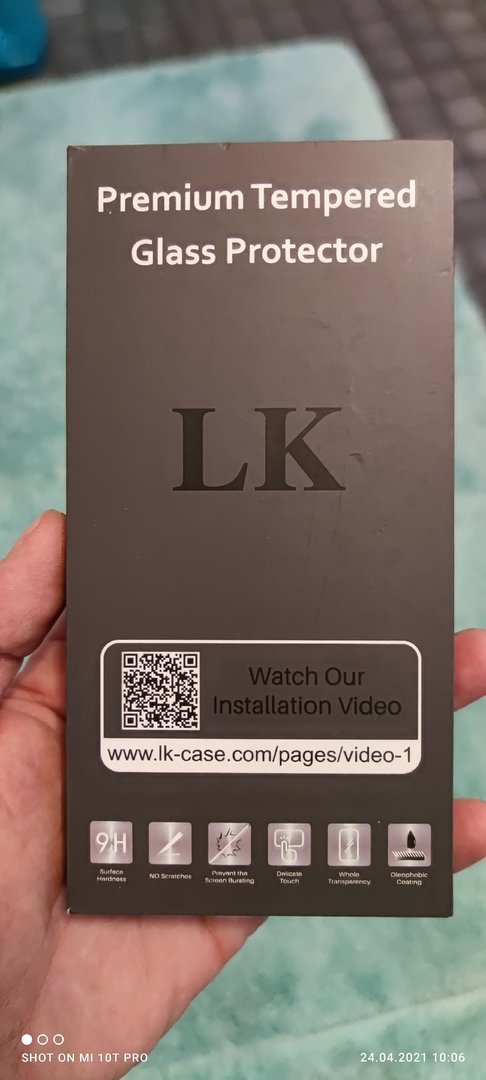 Premium Tempered
Glass Protector
LK
Watch Our
Installation Video
www.lk-case.com/pages/video-1
9H
Surface
Hardness
NO Scratches
Prevent the
Screen Bursting
Delicate
Touch
Whole
Transparency
Oleophobic
Coating
SHOT ON MI 10T PRO
24.04.2021 10:06